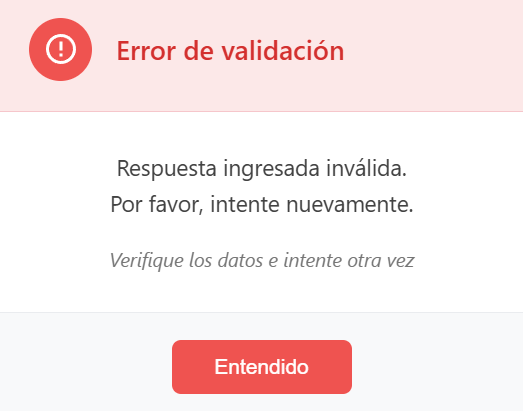 Error de validación
Respuesta ingresada inválida.
Por favor, intente nuevamente.
Verifique los datos e intente otra vez
Entendido